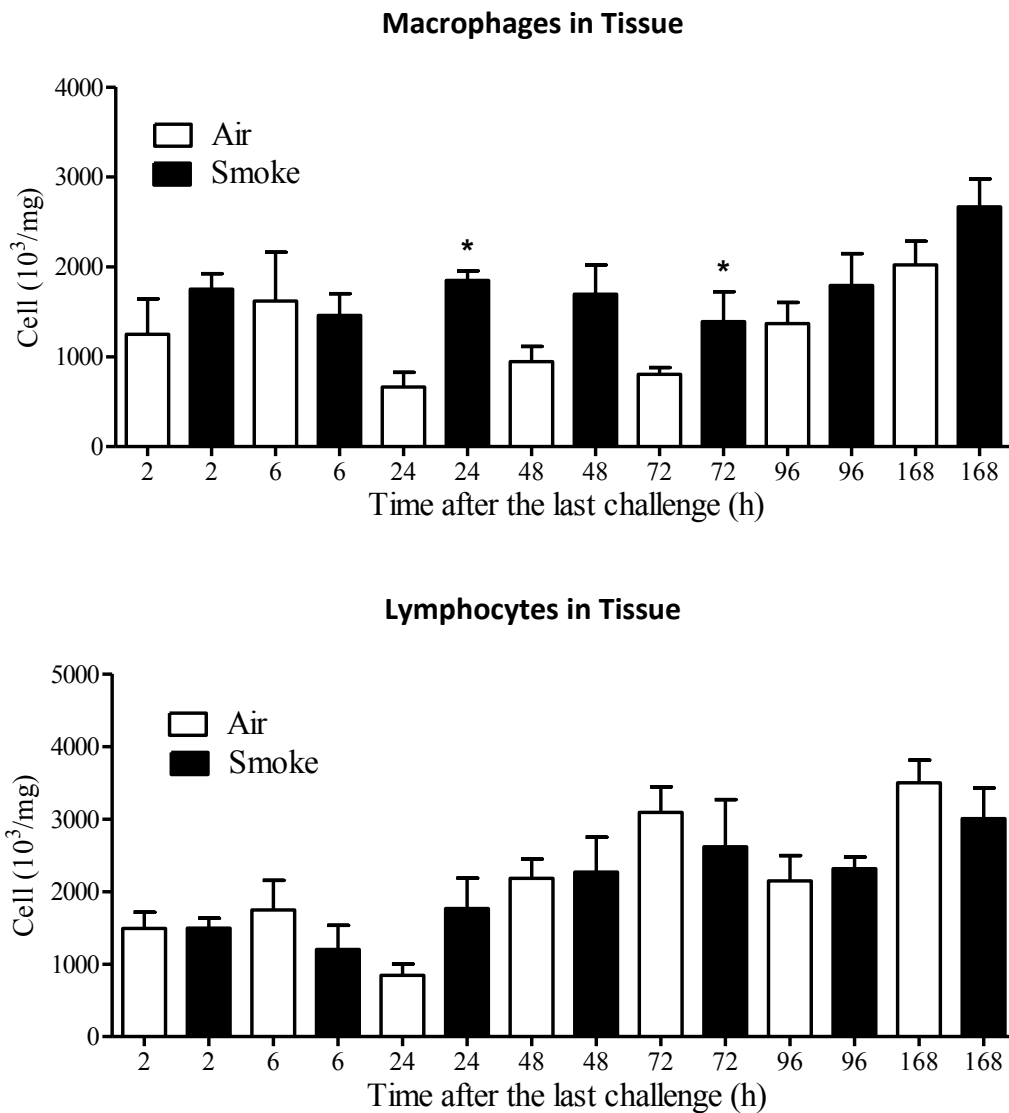 Macrophages in Tissue
4000
3000
2000
1000
0
Cell (10³/mg)
Air
Smoke
*
*
2 2 6 6 24 24 48 48 72 72 96 96 168 168
Time after the last challenge (h)
Lymphocytes in Tissue
5000
4000
3000
2000
1000
0
Cell (10³/mg)
Air
Smoke
2 2 6 6 24 24 48 48 72 72 96 96 168 168
Time after the last challenge (h)